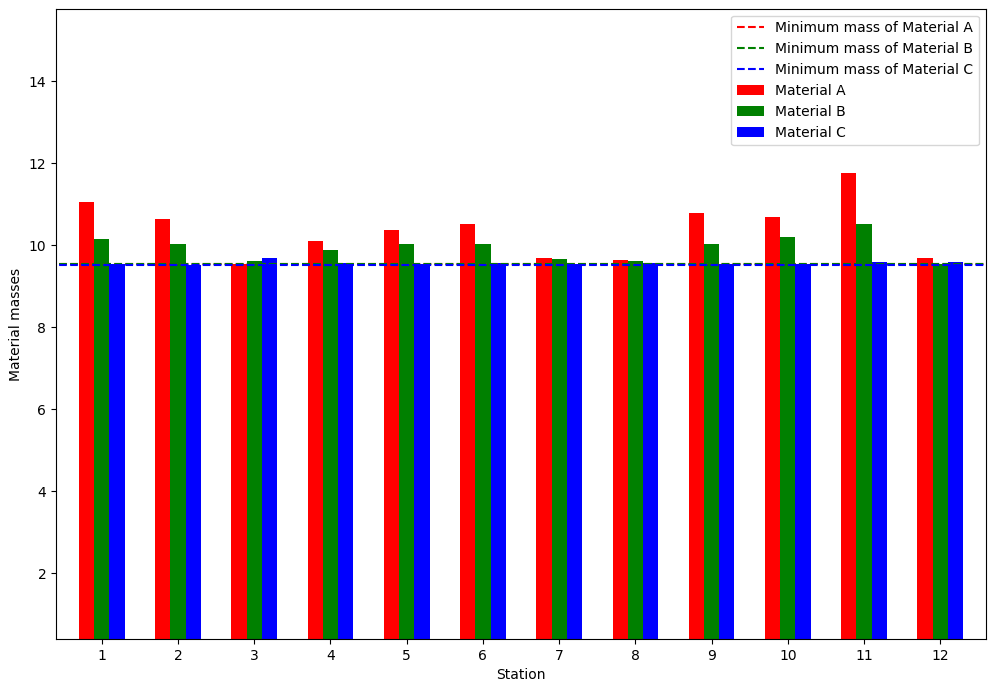 Minimum mass of Material A
Minimum mass of Material B
Minimum mass of Material C
Material A
Material B
Material C
14
12
10
8
6
4
2
Material masses
1 2 3 4 5 6 7 8 9 10 11 12
Station